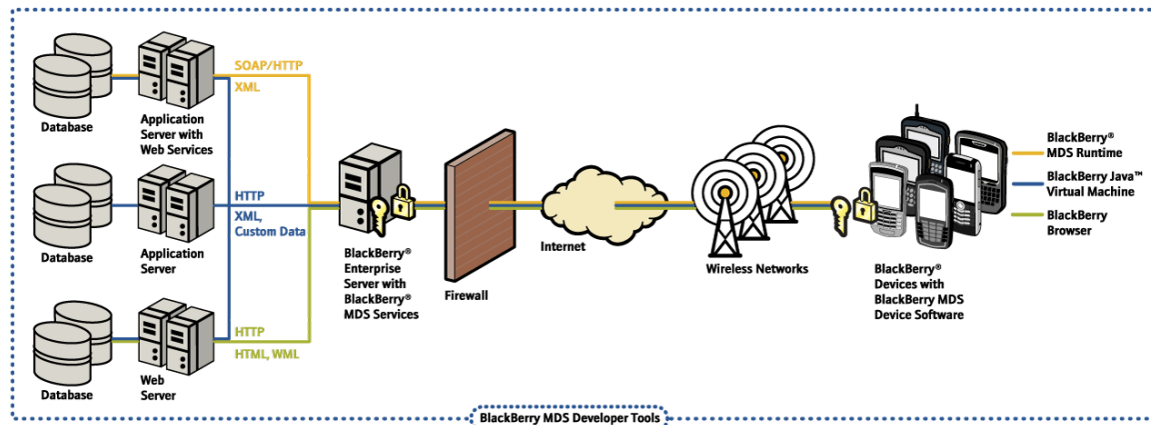 SOAP/HTTP
XML
Database
Application
Server with
Web Services
HTTP
XML,
Custom Data
Database
Application
Server
HTTP
HTML, WML
Database
Web
Server
BlackBerry®
Enterprise
Server with
BlackBerry®
MDS Services
Firewall
Internet
Wireless Networks
BlackBerry®
Devices with
BlackBerry MDS
Device Software
BlackBerry®
MDS Runtime
BlackBerry Java™
Virtual Machine
BlackBerry
Browser
BlackBerry MDS Developer Tools